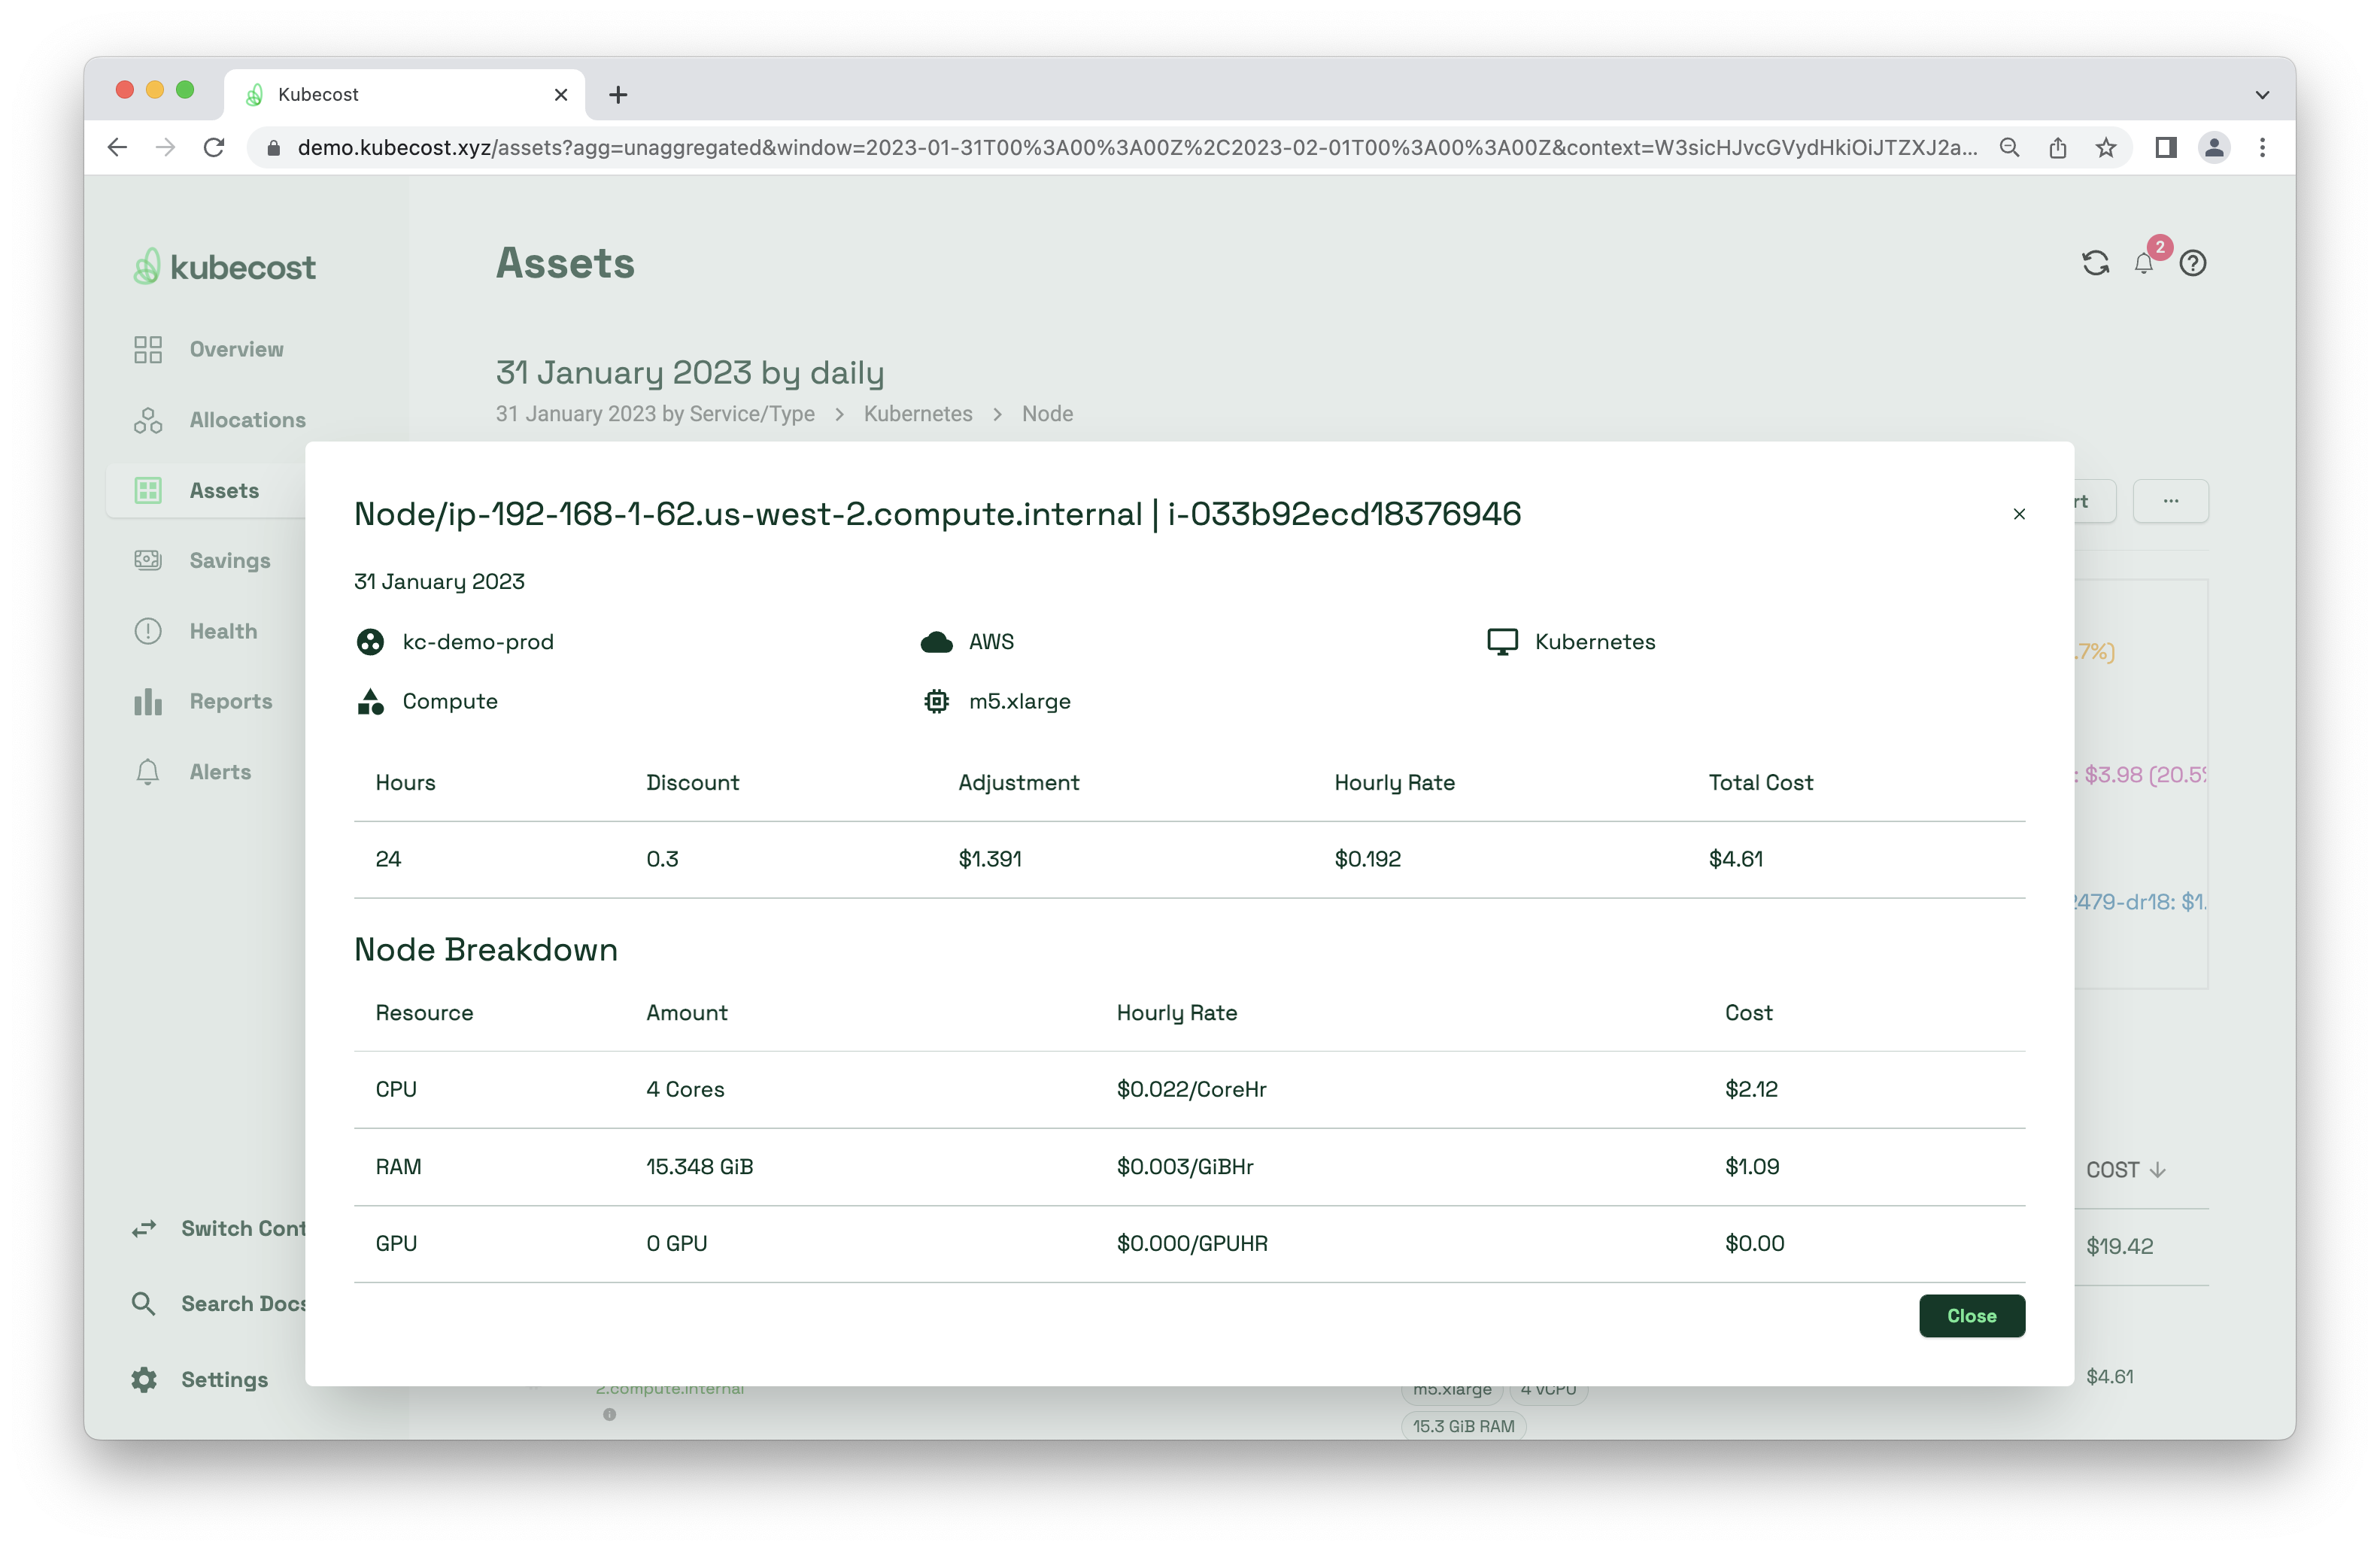 Kubecost
demo.kubecost.xyz/assets?agg=unaggregated&window=2023-01-31T00%3A00%3A00Z%2C2023-02-01T00%3A00%3A00Z&context=W3sicHJvcGVydHkiOiJTZXJ2a...
kubecost
Assets
2
Overview
31 January 2023 by daily
Allocations
31 January 2023 by Service/Type > Kubernetes > Node
Assets
Savings
Health
Reports
Alerts
Switch Cont
Search Docs
Settings
Node/ip-192-168-1-62.us-west-2.compute.internal | i-033b92ecd18376946
31 January 2023
kc-demo-prod AWS Kubernetes
Compute m5.xlarge
Hours Discount Adjustment Hourly Rate Total Cost
24 0.3 $1.391 $0.192 $4.61
Node Breakdown
Resource Amount Hourly Rate Cost
CPU 4 Cores $0.022/CoreHr $2.12
RAM 15.348 GiB $0.003/GiBHr $1.09
GPU 0 GPU $0.000/GPUHR $0.00
Close
rt ...
.7%)
: $3.98 (20.5%
2479-dr18: $1.
COST
$19.42
2.compute.internal m5.xlarge 4 vCPU $4.61
15.3 GiB RAM